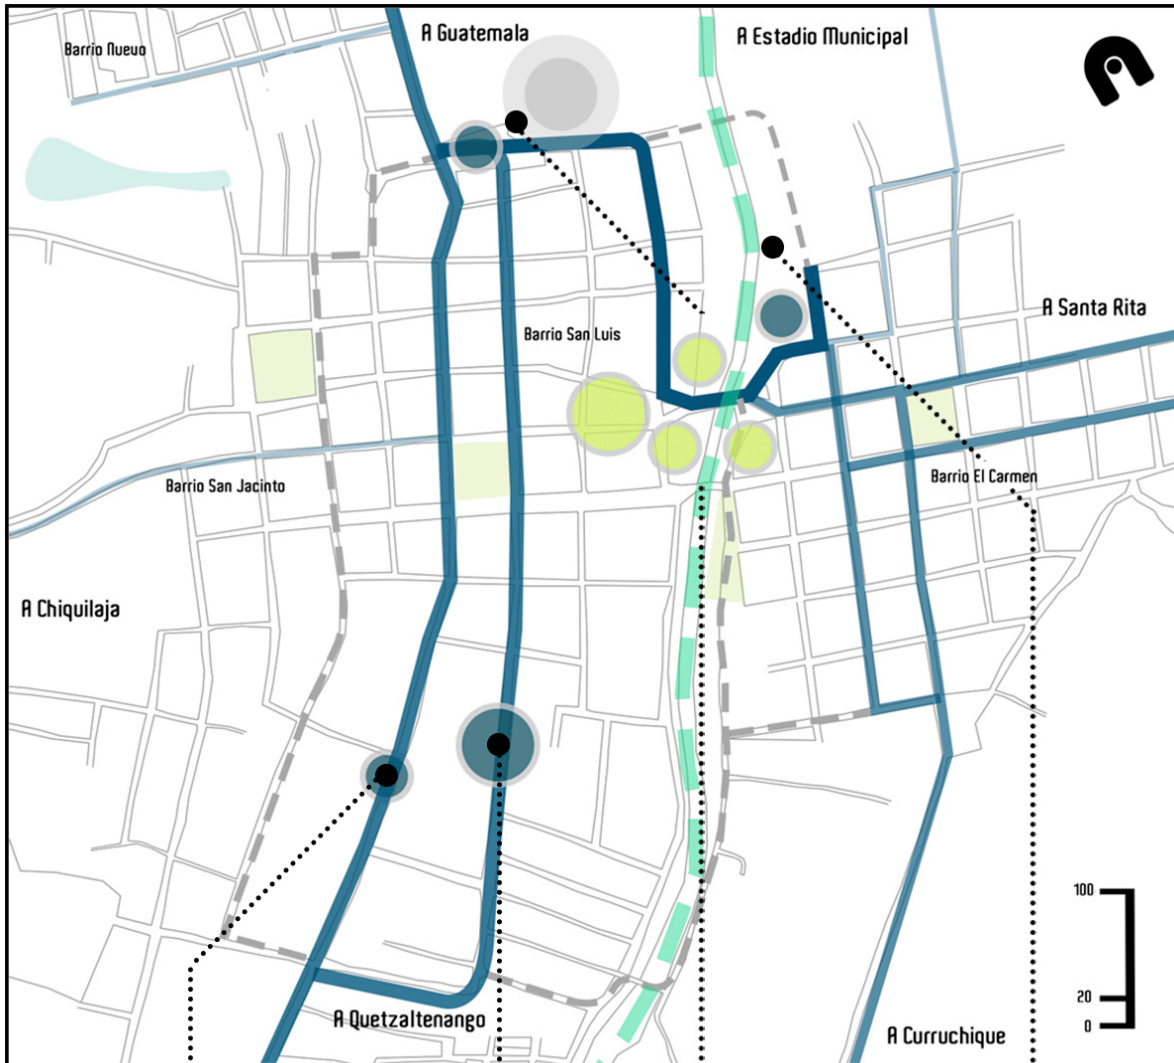 A Guatemala
A Estadio Municipal
Barrio Nuevo
A Santa Rita
Barrio San Luis
Barrio San Jacinto
Barrio El Carmen
A Chiquilaja
100
20
0
A Quetzaltenango
A Curruchique